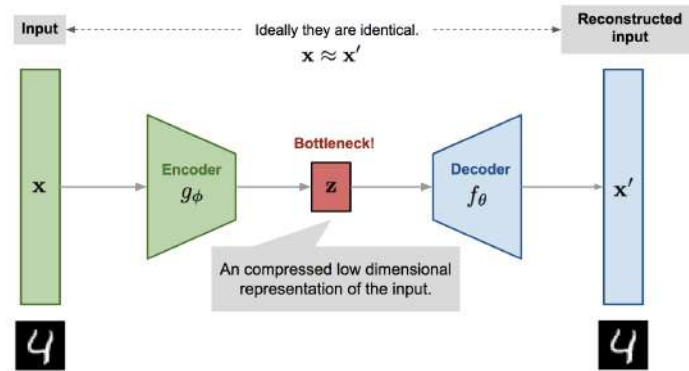 Input
Ideally they are identical.
x ≈ x′
Reconstructed
input
Bottleneck!
x
Encoder
gϕ
z
Decoder
fθ
x′
An compressed low dimensional
representation of the input.
4
4